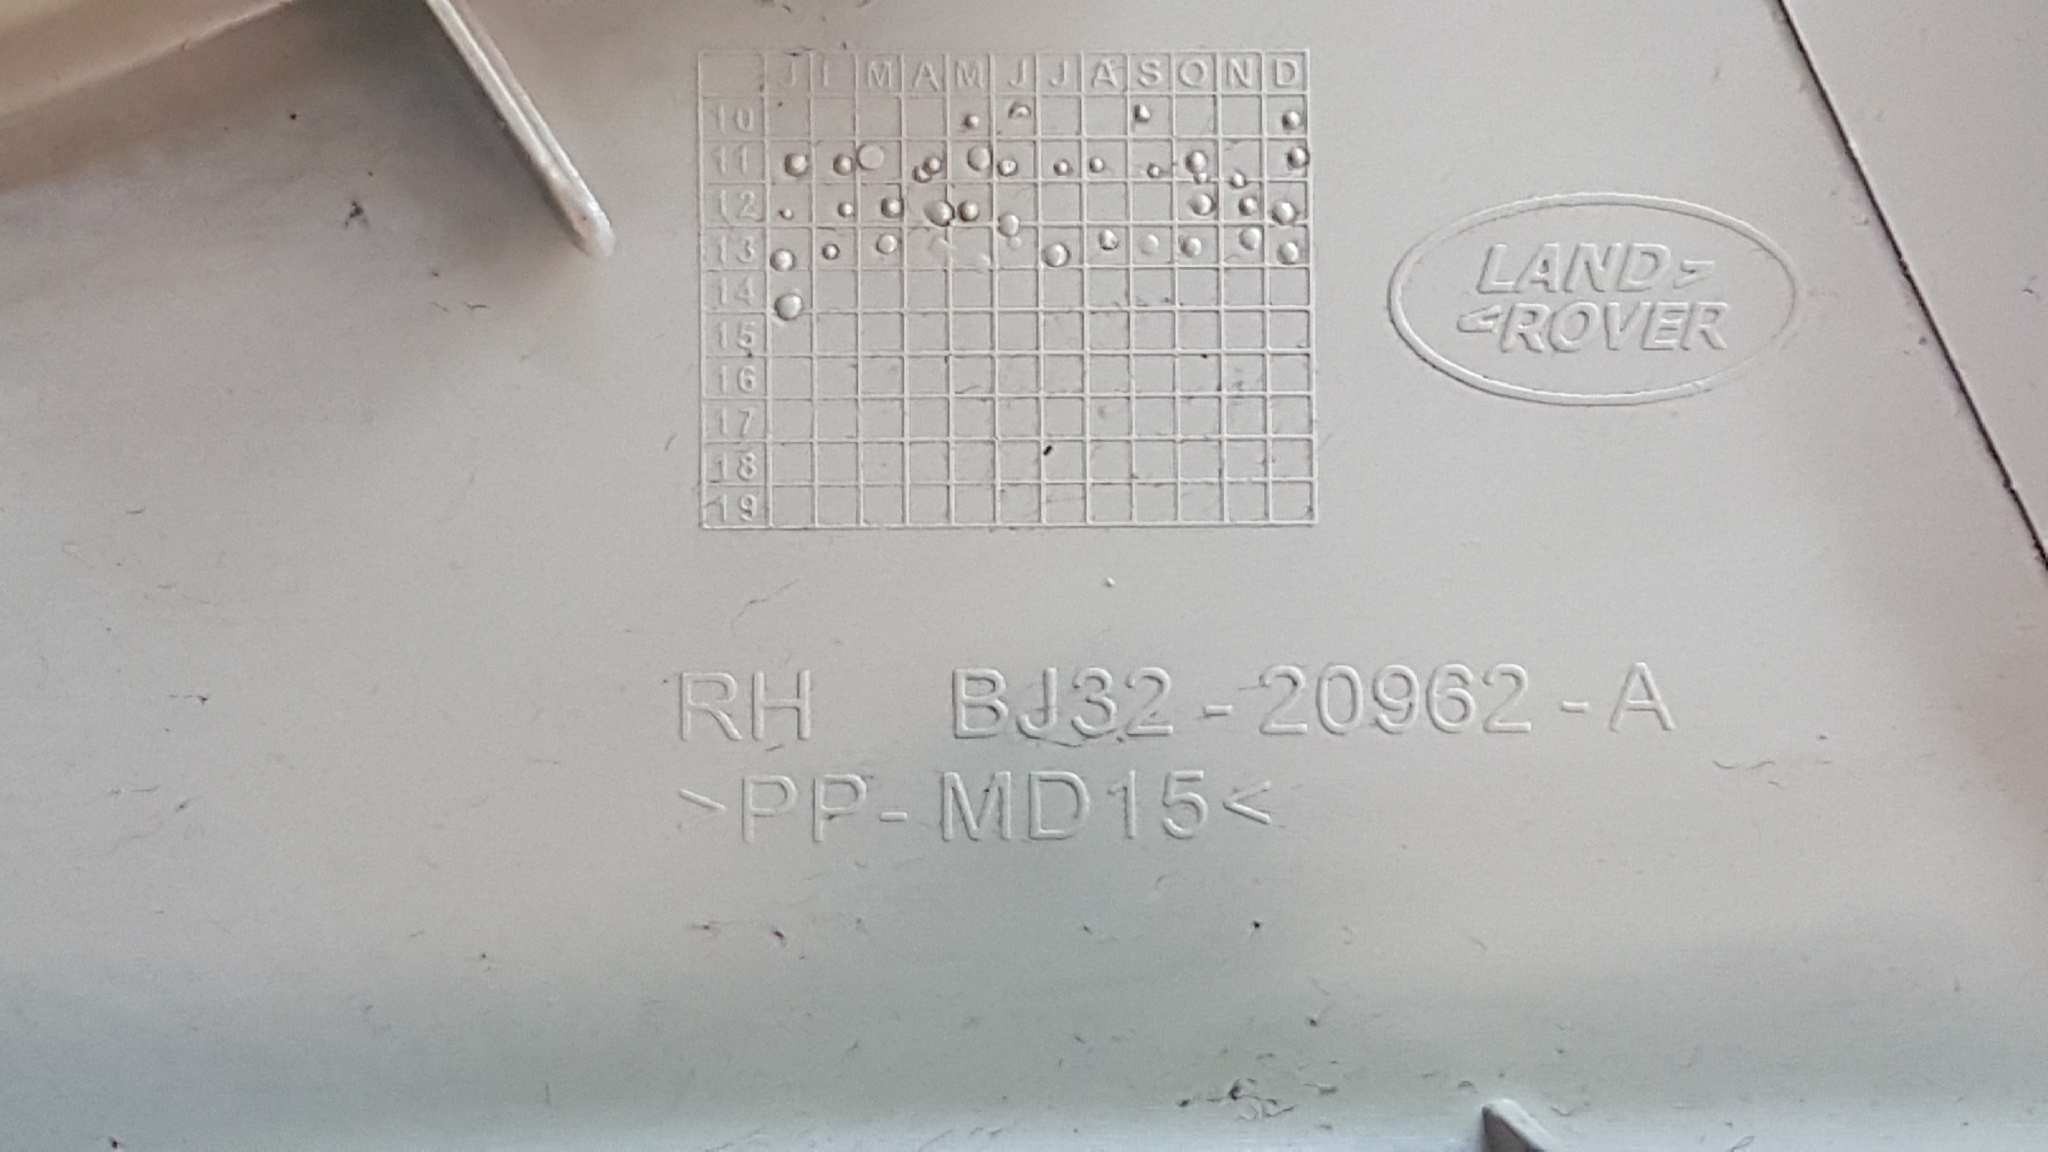 J F M A M J J A S O N D
10
11
12
13
14
15
16
17
18
19
LAND
ROVER
RH BJ32-20962-A
>PP-MD15<